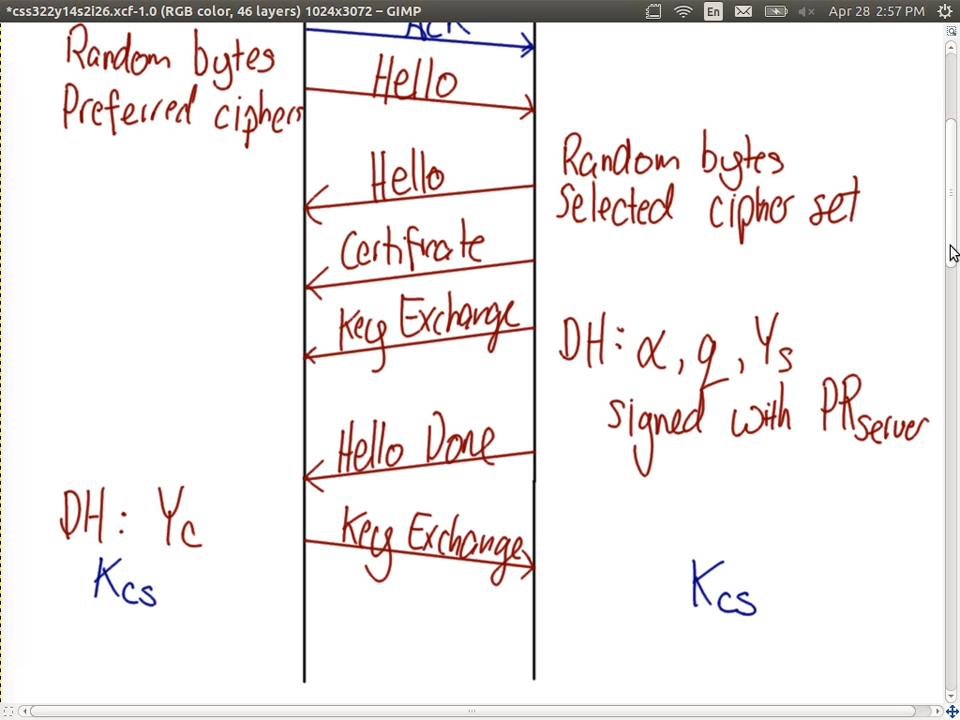 *css322y14s2i26.xcf-1.0 (RGB color, 46 layers) 1024x3072 – GIMP
En
Apr 28 2:57 PM
ACK
Random bytes
Preferred ciphers
Hello
Hello
Random bytes
Selected cipher set
Certificate
Key Exchange
DH: α, q, Ys
signed with PRserver
Hello Done
DH: Yc
Key Exchange
Kcs
Kcs